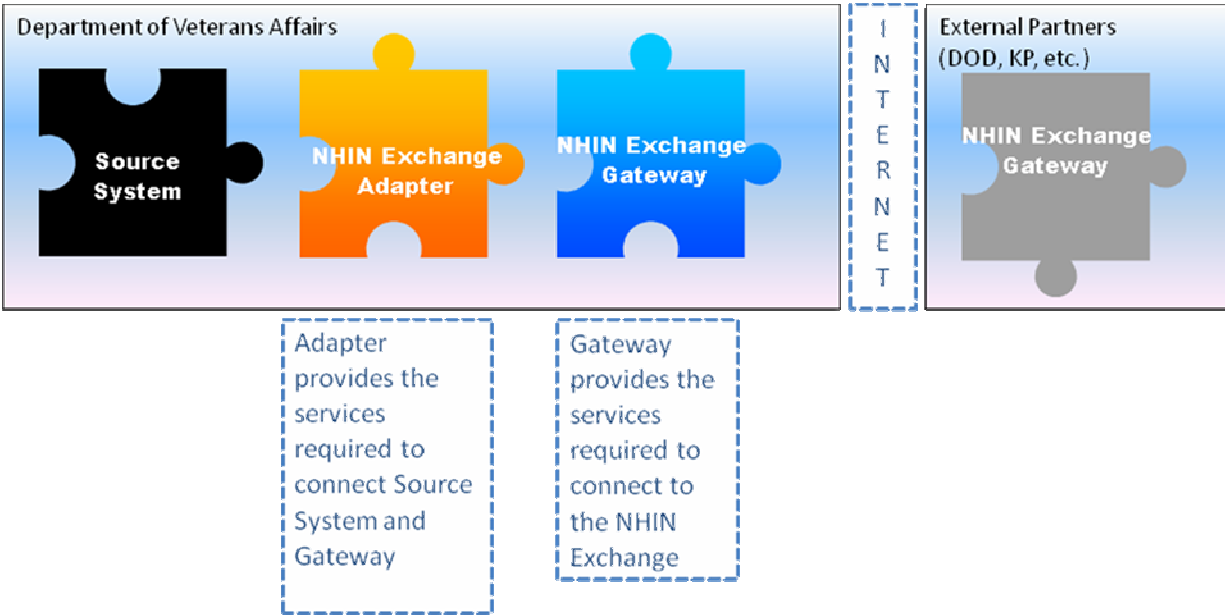 Department of Veterans Affairs
Source
System
NHIN Exchange
Adapter
NHIN Exchange
Gateway
I
N
T
E
R
N
E
T
External Partners
(DOD, KP, etc.)
NHIN Exchange
Gateway
Adapter
provides the
services
required to
connect Source
System and
Gateway
Gateway
provides the
services
required to
connect to
the NHIN
Exchange